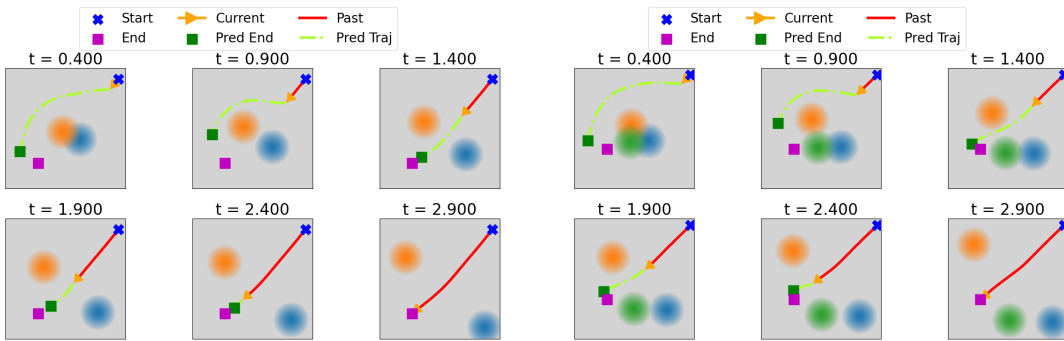 Start Current Past
End Pred End Pred Traj
t = 0.400 t = 0.900 t = 1.400
t = 1.900 t = 2.400 t = 2.900
Start Current Past
End Pred End Pred Traj
t = 0.400 t = 0.900 t = 1.400
t = 1.900 t = 2.400 t = 2.900